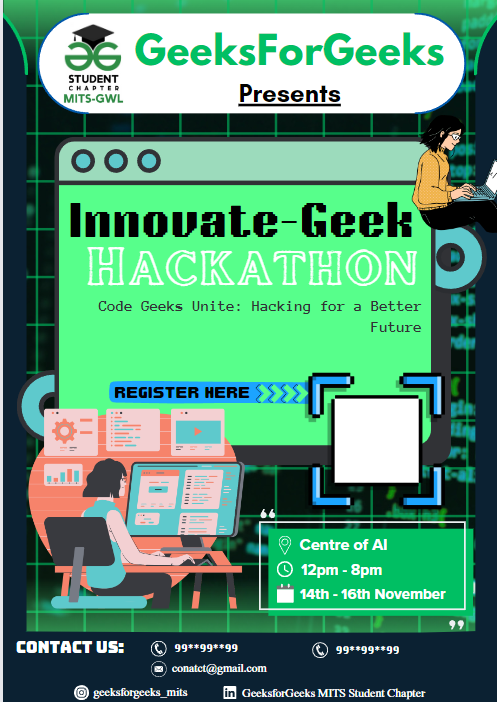 GeeksForGeeks
STUDENT
CHAPTER
MITS-GWL
Presents
Innovate-Geek
HACKATHON
Code Geeks Unite: Hacking for a Better
Future
REGISTER HERE
Centre of AI
12pm - 8pm
14th - 16th November
CONTACT US:
99**99**99
99**99**99
conatct@gmail.com
geeksforgeeks_mits
GeeksforGeeks MITS Student Chapter